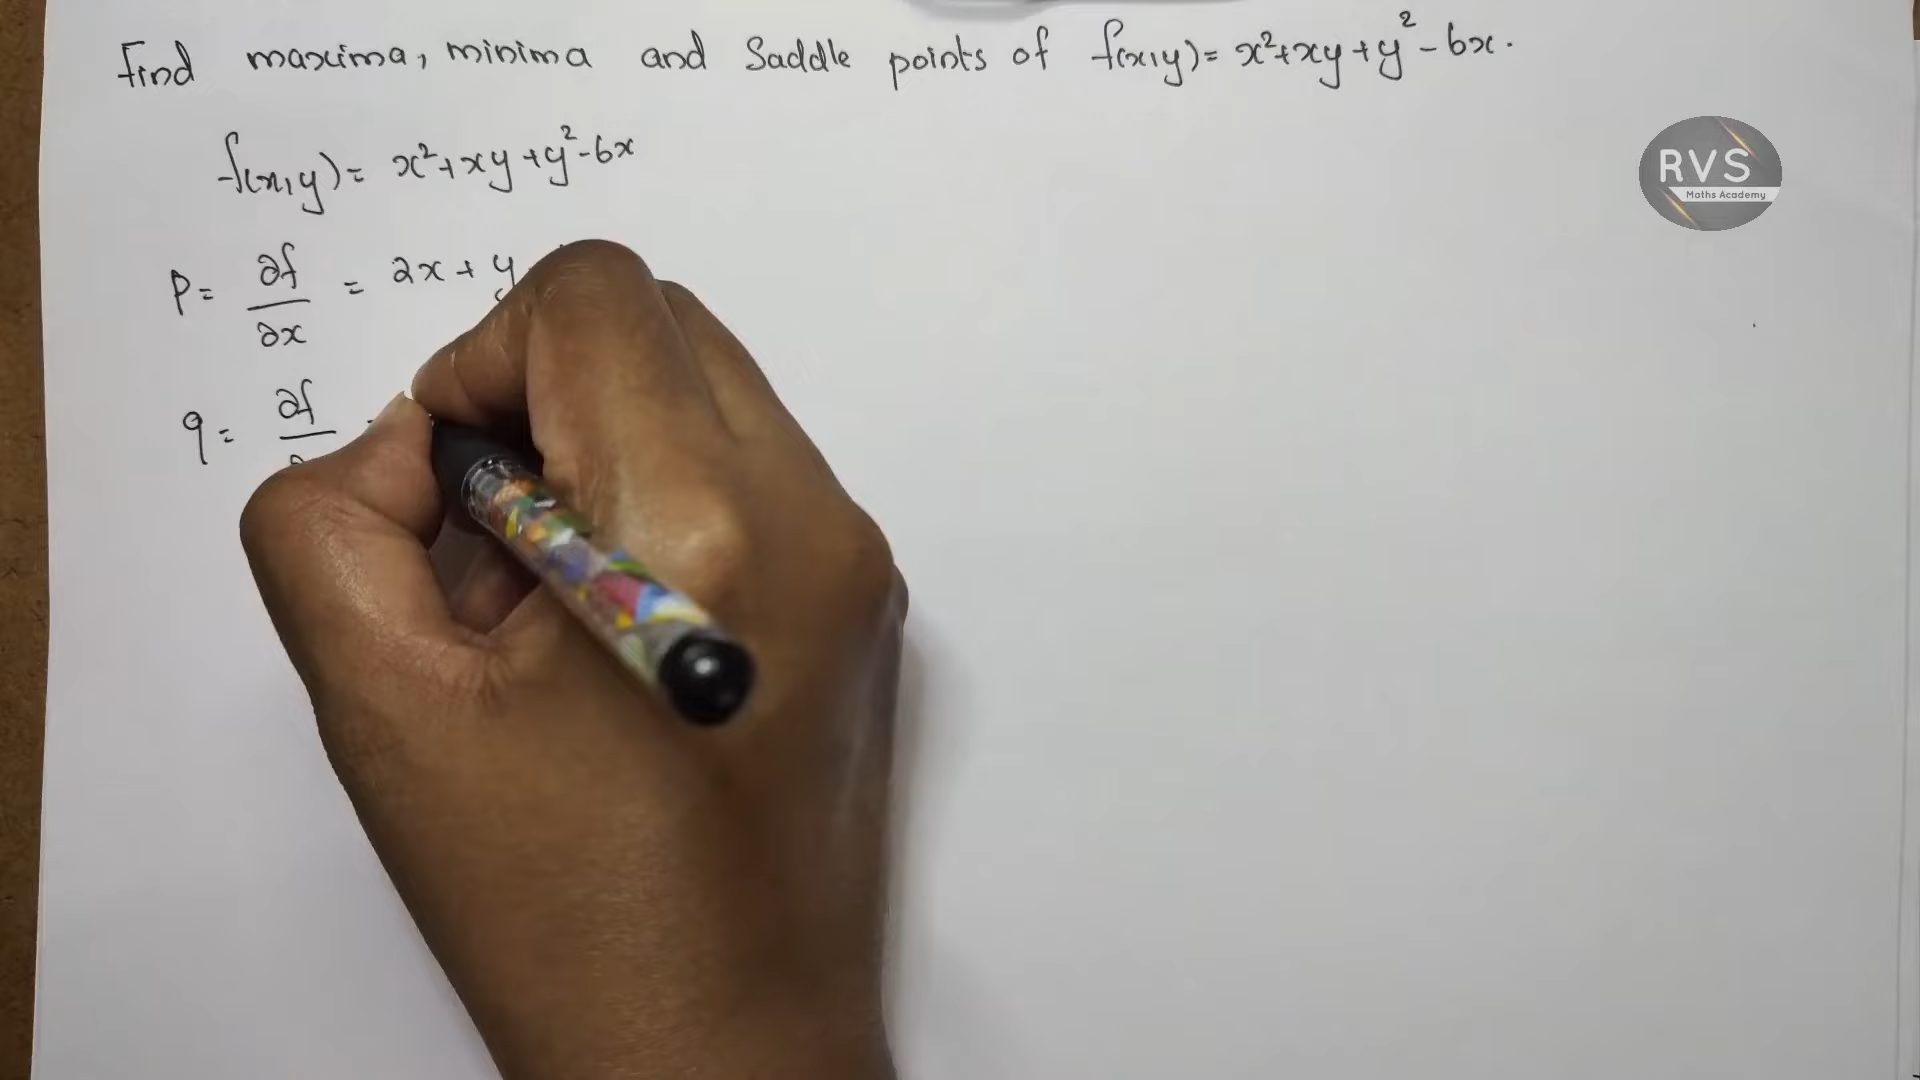 Find maxima, minima and Saddle points of f(x,y)= x²+xy+y²-6x.
f(x,y)= x²+xy+y²-6x
p= ∂f/∂x = 2x+y
q= ∂f
RVS
Maths Academy